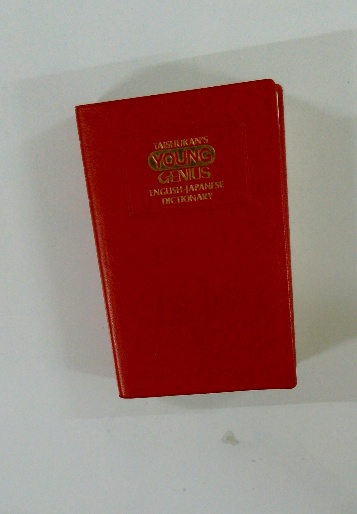 TAISHUKAN'S
YOUNG
GENIUS
ENGLISH-JAPANESE
DICTIONARY